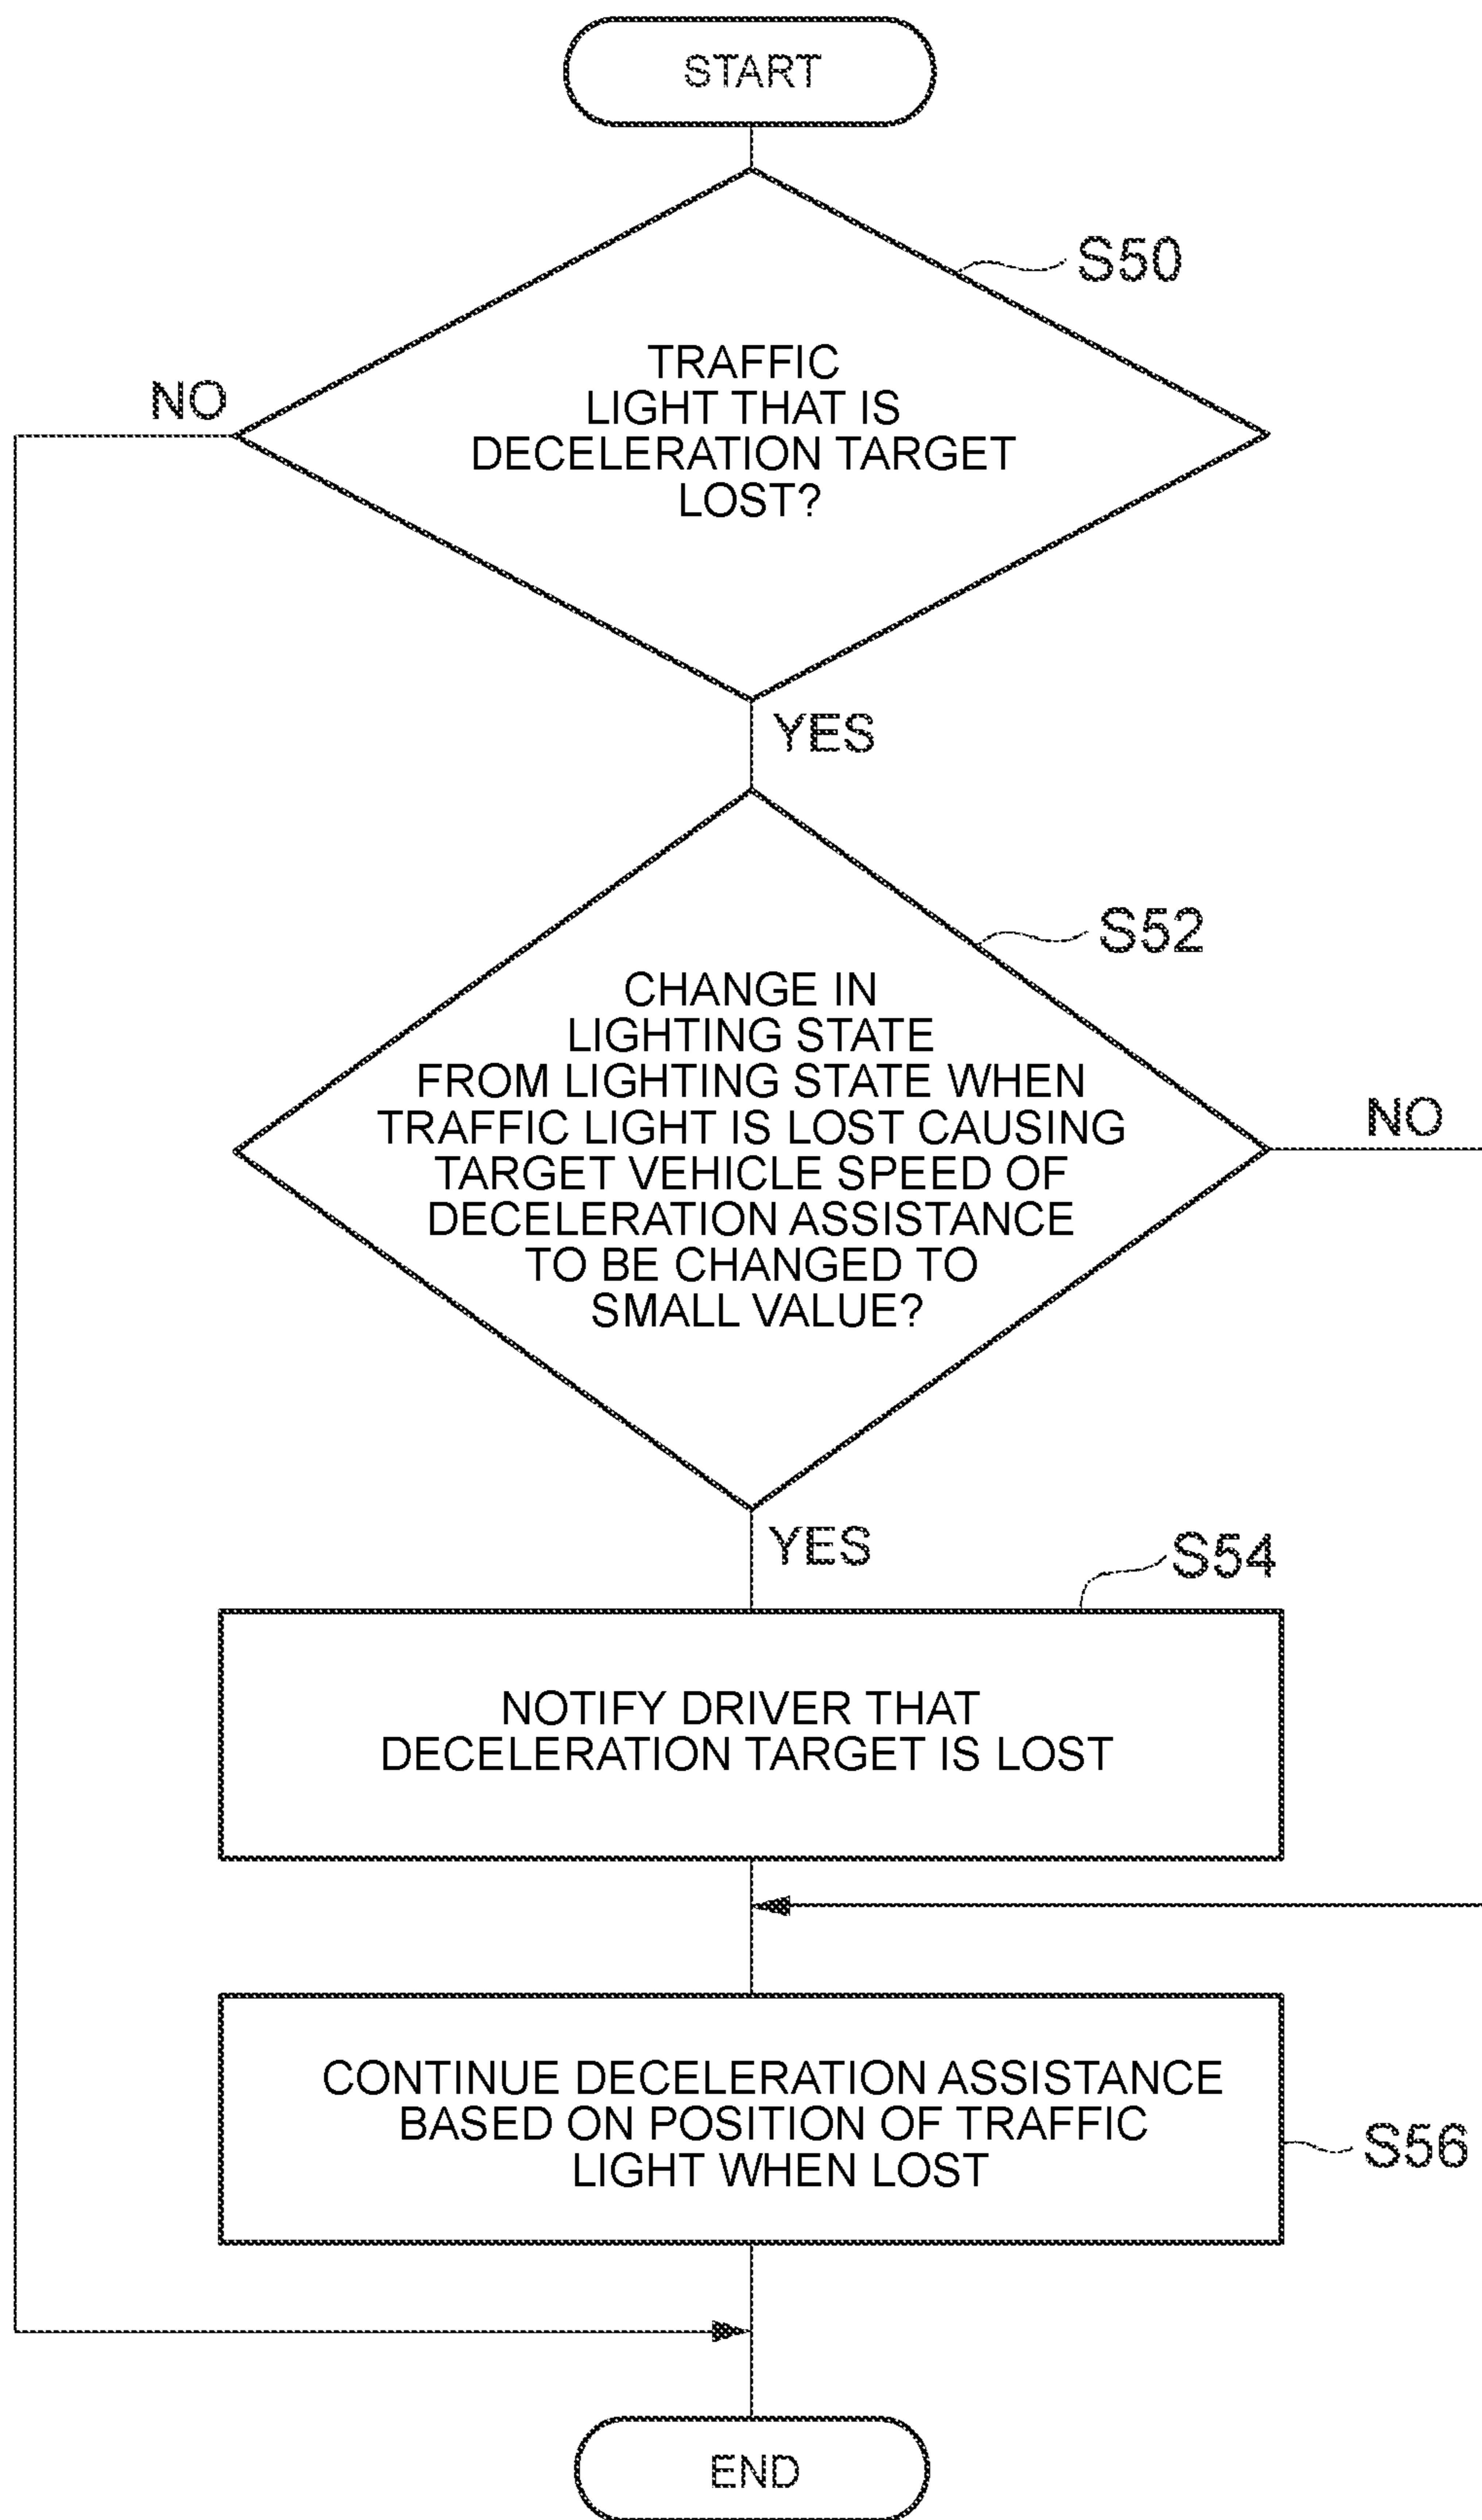 START
S50
TRAFFIC
LIGHT THAT IS
DECELERATION TARGET
LOST?
NO
YES
S52
CHANGE IN
LIGHTING STATE
FROM LIGHTING STATE WHEN
TRAFFIC LIGHT IS LOST CAUSING
TARGET VEHICLE SPEED OF
DECELERATION ASSISTANCE
TO BE CHANGED TO
SMALL VALUE?
NO
YES
S54
NOTIFY DRIVER THAT
DECELERATION TARGET IS LOST
CONTINUE DECELERATION ASSISTANCE
BASED ON POSITION OF TRAFFIC
LIGHT WHEN LOST
S56
END